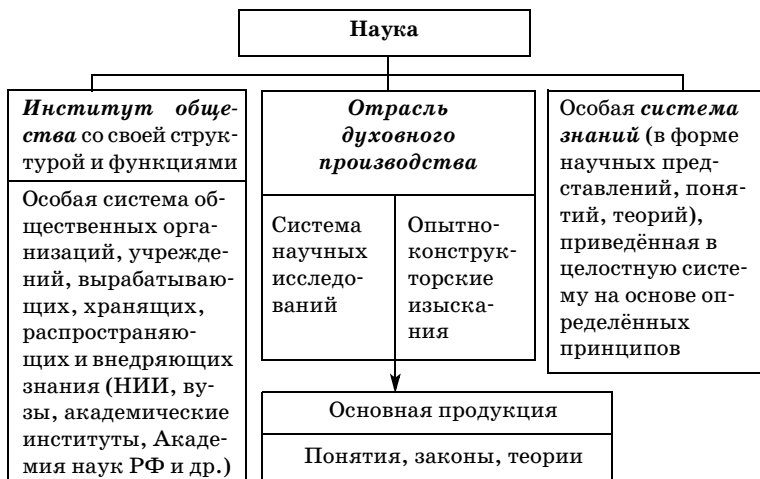 Наука
Институт обще-
ства со своей струк-
турой и функциями
Особая система об-
щественных орга-
низаций, учрежде-
ний, вырабатываю-
щих, хранящих,
распространяю-
щих и внедряющих
знания (НИИ, ву-
зы, академические
институты, Акаде-
мия наук РФ и др.)
Отрасль
духовного
производства
Система
научных
исследо-
ваний
Опытно-
конструк-
торские
изыска-
ния
Основная продукция
Понятия, законы, теории
Особая система
знаний (в форме
научных пред-
ставлений, поня-
тий, теорий),
приведённая в
целостную систе-
му на основе оп-
ределённых
принципов